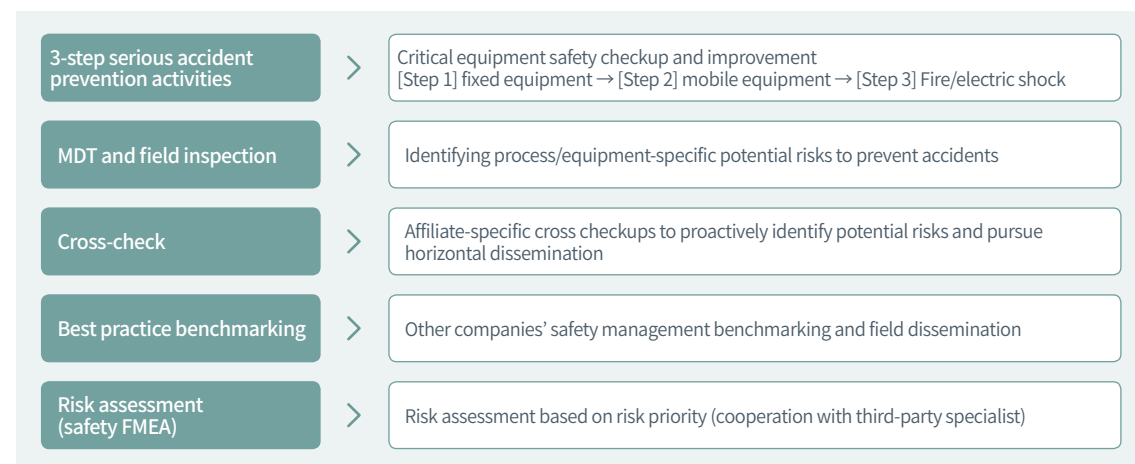 3-step serious accident
prevention activities
Critical equipment safety checkup and improvement
[Step 1] fixed equipment → [Step 2] mobile equipment → [Step 3] Fire/electric shock
MDT and field inspection
Identifying process/equipment-specific potential risks to prevent accidents
Cross-check
Affiliate-specific cross checkups to proactively identify potential risks and pursue
horizontal dissemination
Best practice benchmarking
Other companies’ safety management benchmarking and field dissemination
Risk assessment
(safety FMEA)
Risk assessment based on risk priority (cooperation with third-party specialist)